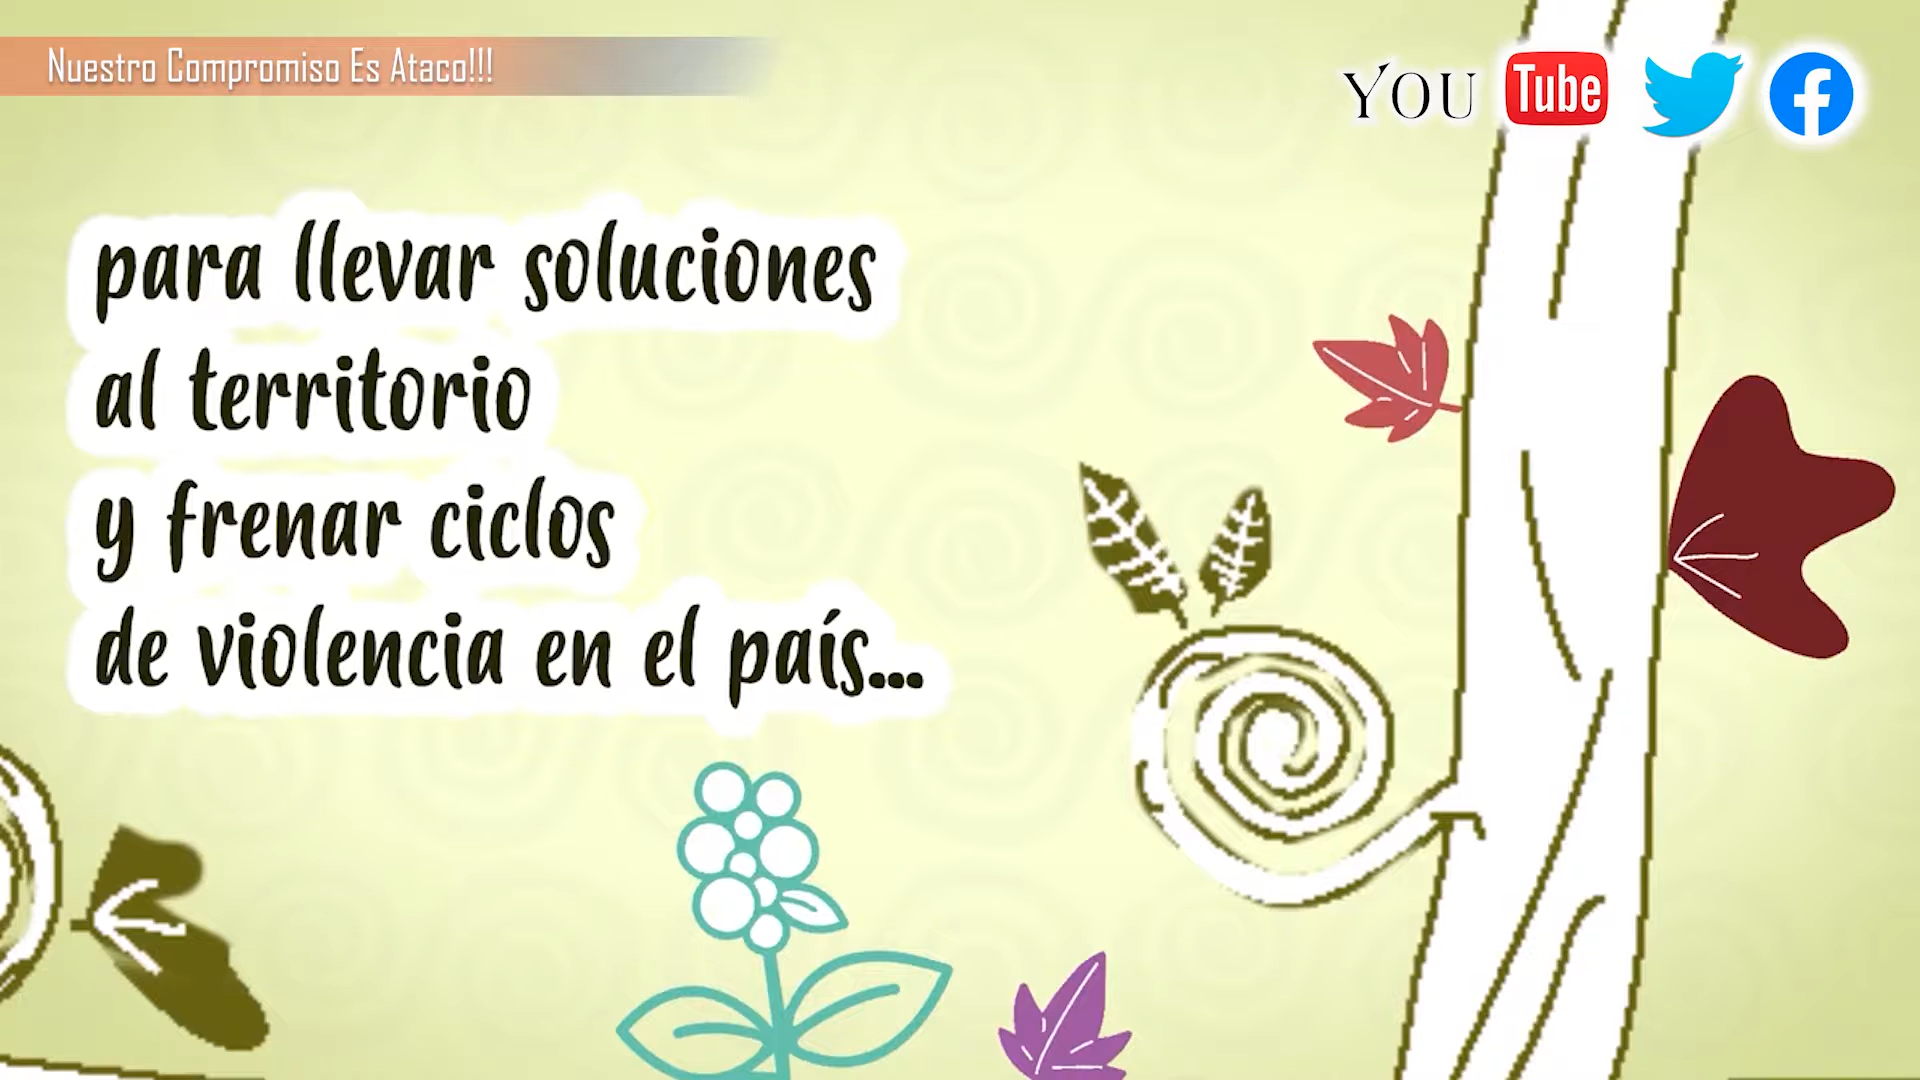 Nuestro Compromiso Es Ataco!!!
YOU Tube
para llevar soluciones
al territorio
y frenar ciclos
de violencia en el país...